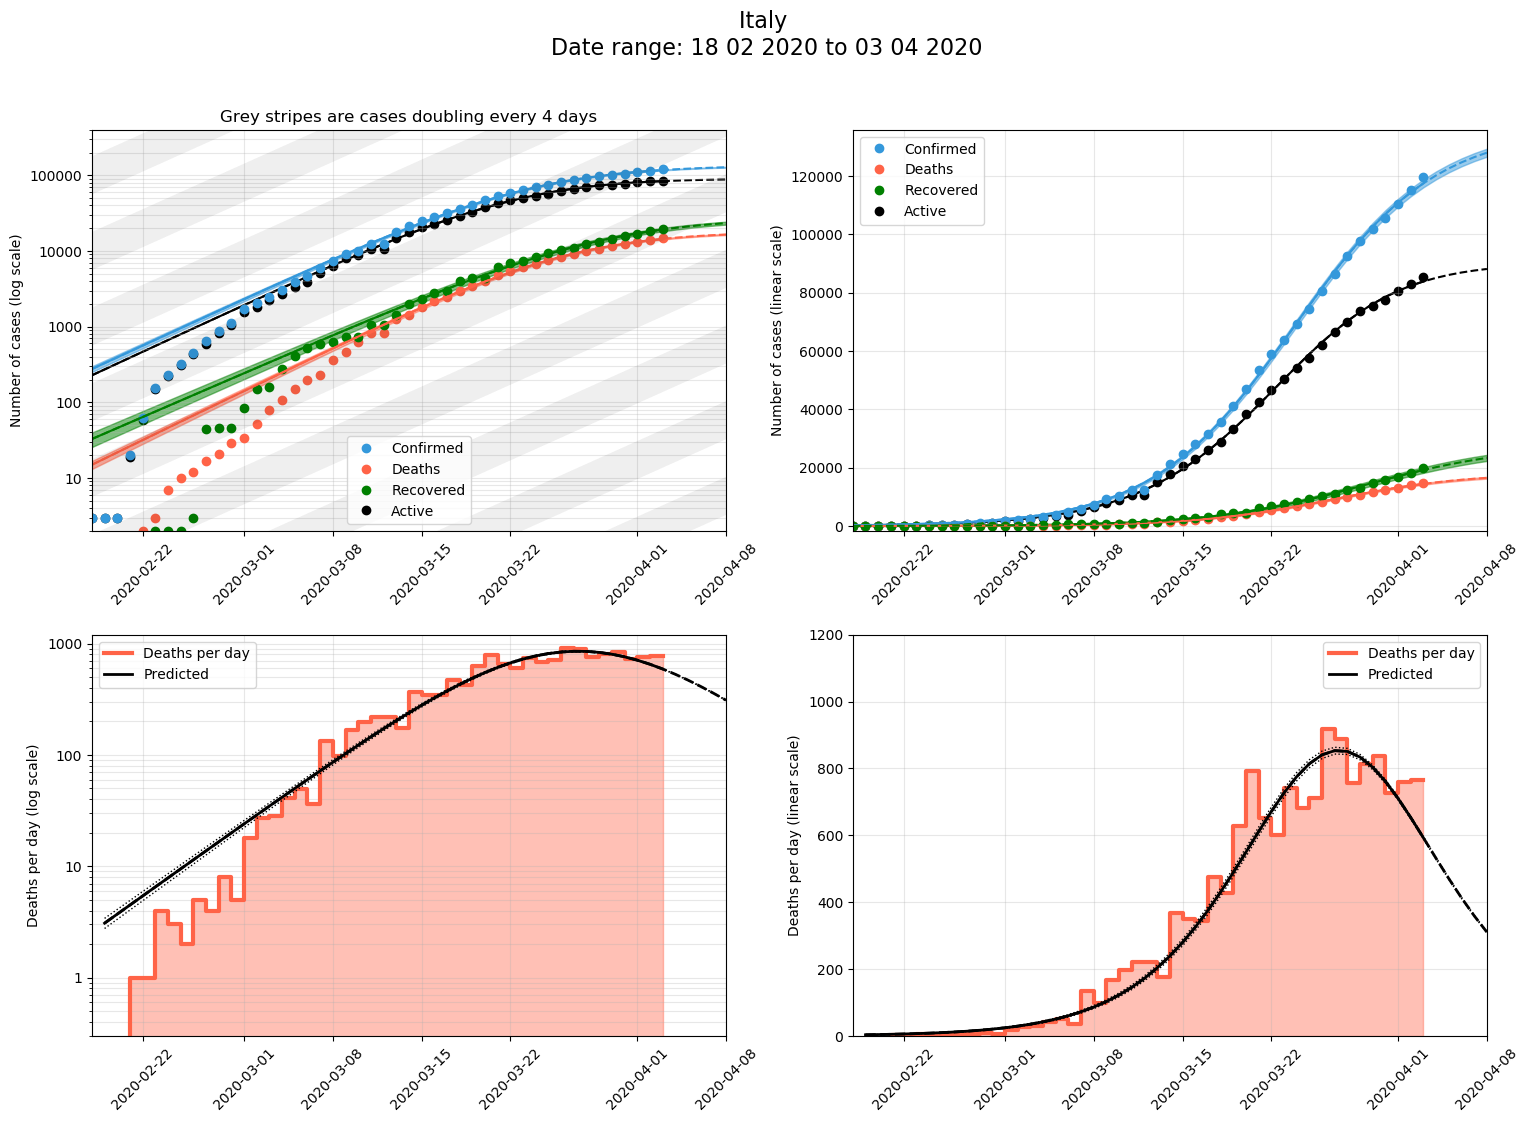 Italy
Date range: 18 02 2020 to 03 04 2020
Grey stripes are cases doubling every 4 days
Number of cases (log scale)
100000
10000
1000
100
10
Confirmed
Deaths
Recovered
Active
2020-02-22
2020-03-01
2020-03-08
2020-03-15
2020-03-22
2020-04-01
2020-04-08
Number of cases (linear scale)
120000
100000
80000
60000
40000
20000
0
Confirmed
Deaths
Recovered
Active
2020-02-22
2020-03-01
2020-03-08
2020-03-15
2020-03-22
2020-04-01
2020-04-08
Deaths per day (log scale)
1000
100
10
1
Deaths per day
Predicted
2020-02-22
2020-03-01
2020-03-08
2020-03-15
2020-03-22
2020-04-01
2020-04-08
Deaths per day (linear scale)
1200
1000
800
600
400
200
0
Deaths per day
Predicted
2020-02-22
2020-03-01
2020-03-08
2020-03-15
2020-03-22
2020-04-01
2020-04-08